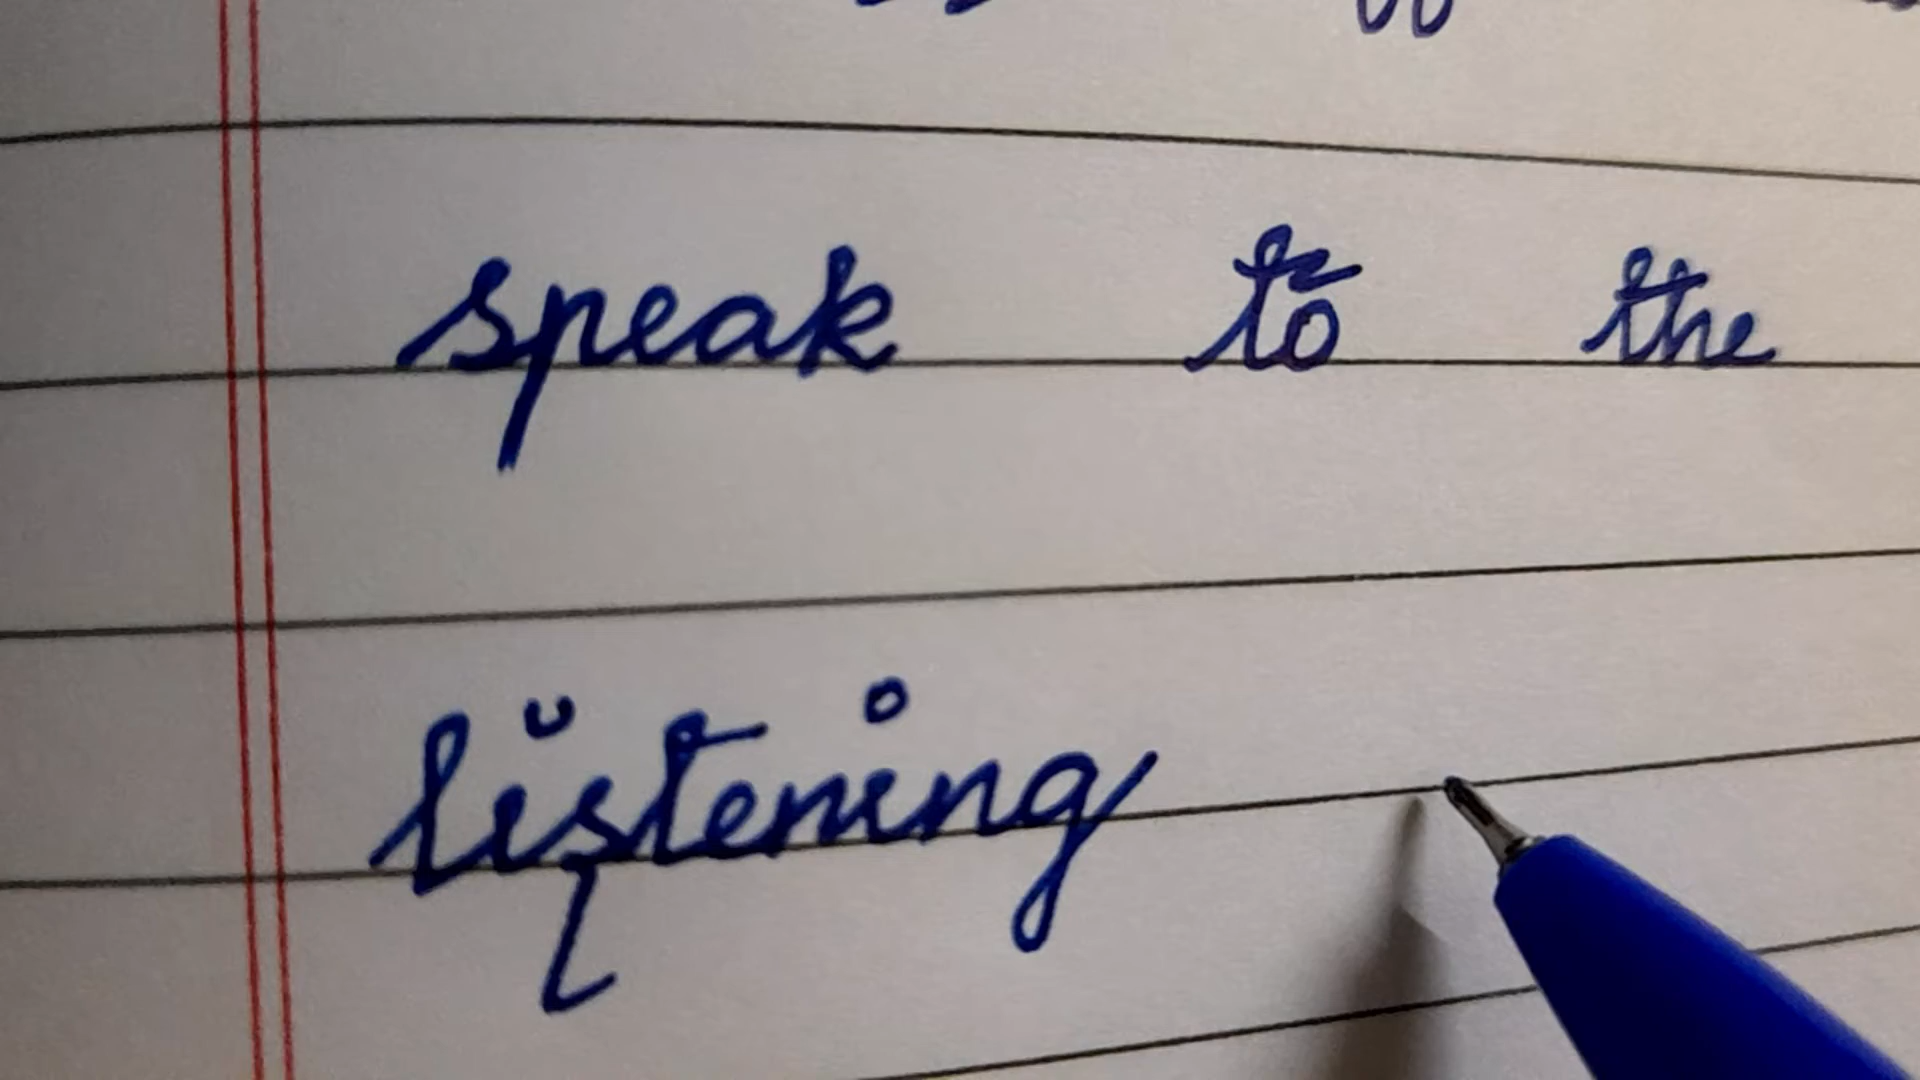 speak to the
listening